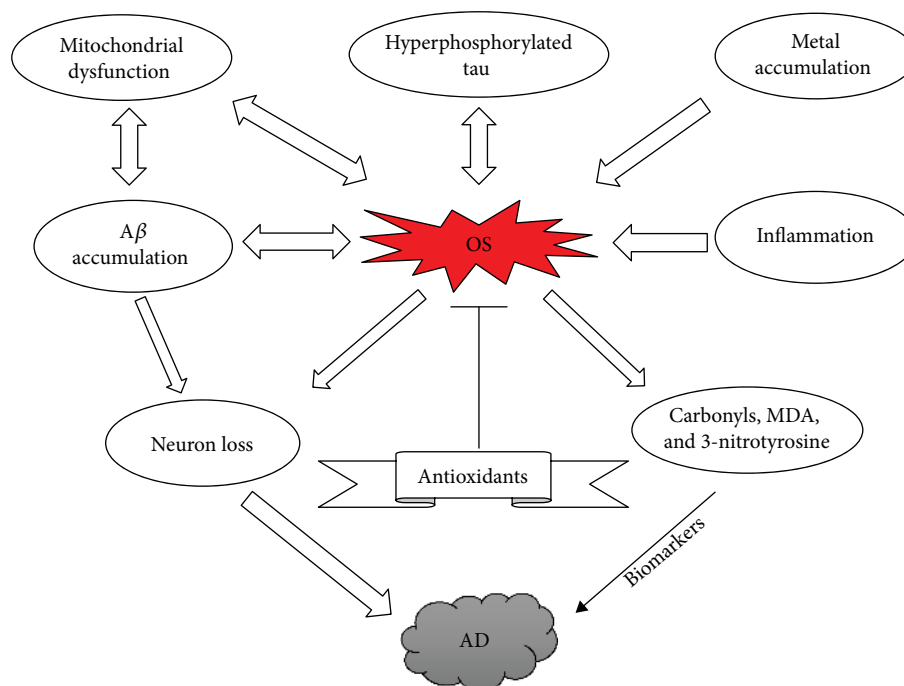 Mitochondrial
dysfunction
Hyperphosphorylated
tau
Metal
accumulation
Aβ
accumulation
OS
Inflammation
Neuron loss
Antioxidants
Carbonyls, MDA,
and 3-nitrotyrosine
Biomarkers
AD